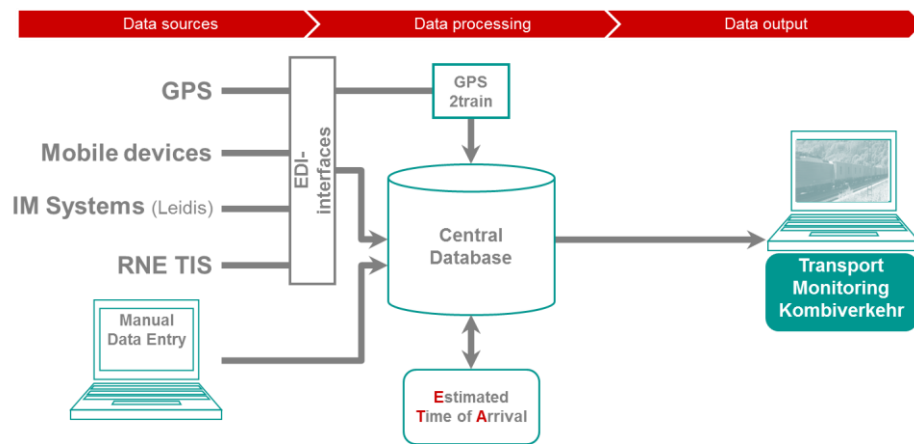 Data sources
Data processing
Data output
GPS
Mobile devices
IM Systems (Leidis)
RNE TIS
Manual
Data Entry
EDI-
interfaces
GPS
2train
Central
Database
Estimated
Time of Arrival
Transport
Monitoring
Kombiverkehr